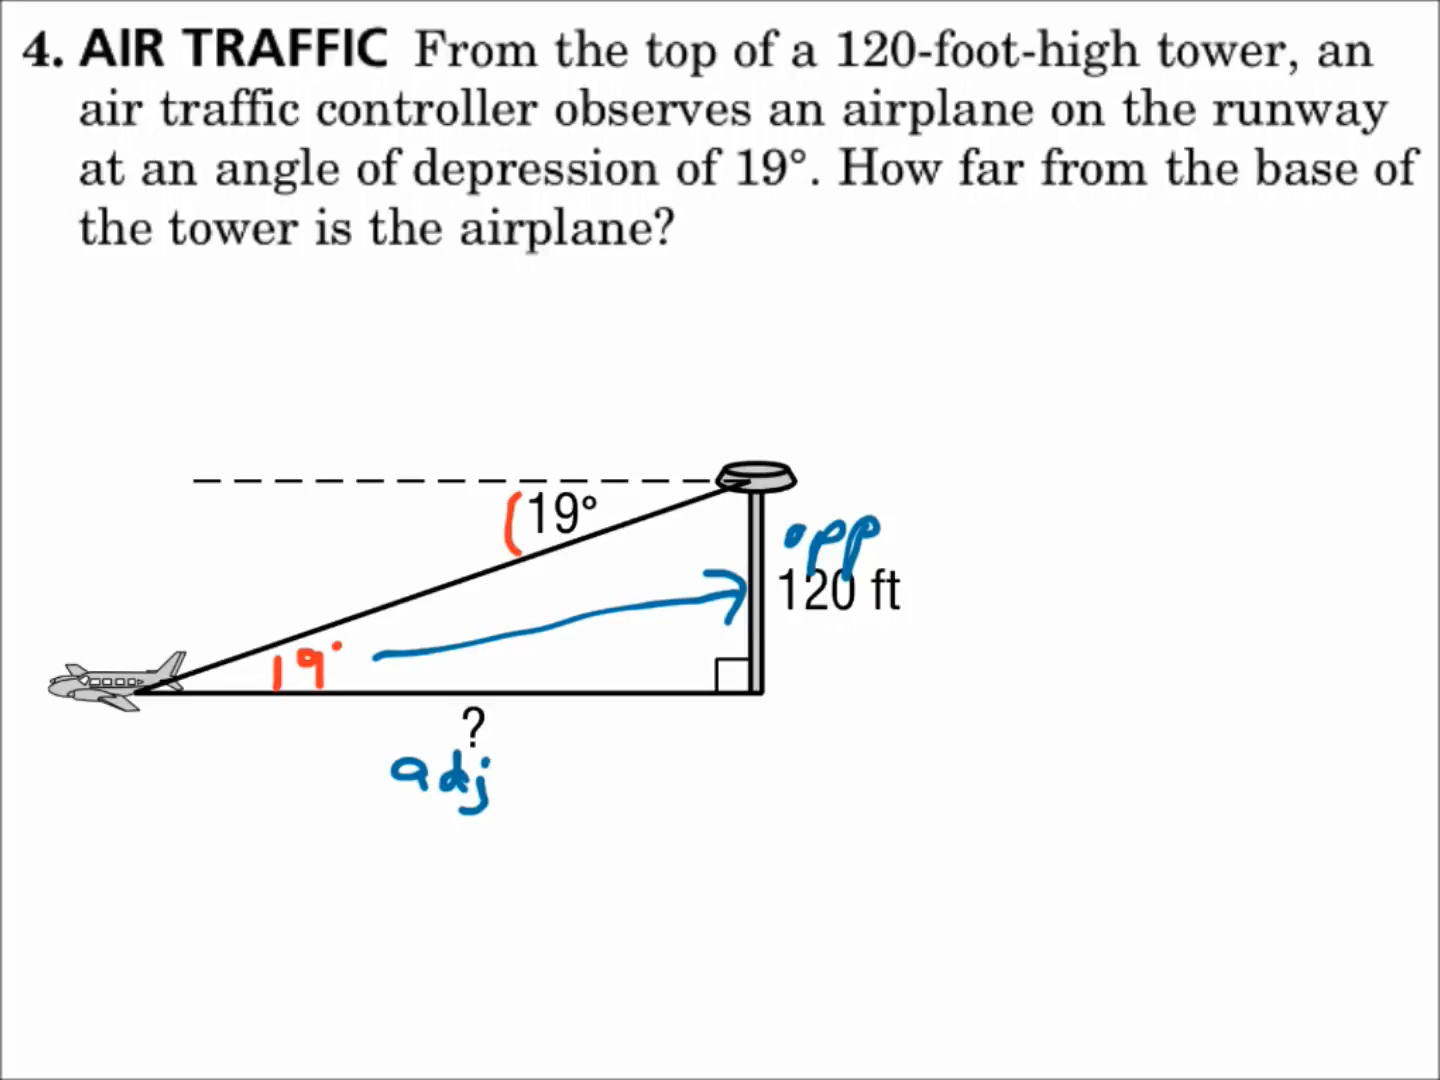 4. AIR TRAFFIC From the top of a 120-foot-high tower, an
air traffic controller observes an airplane on the runway
at an angle of depression of 19°. How far from the base of
the tower is the airplane?
19°
opp
120 ft
19°
?
adj